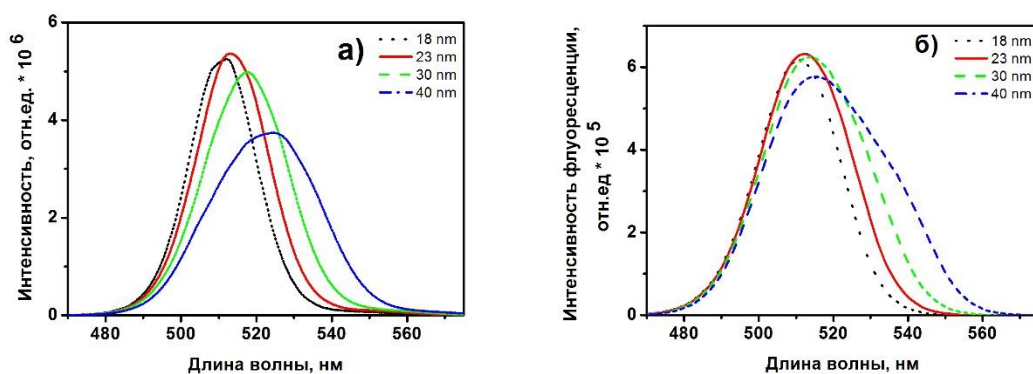 Интенсивность, отн.ед. * 10^6
6
4
2
0
480
500
520
540
560
Длина волны, нм
а)
18 nm
23 nm
30 nm
40 nm
Интенсивность флуоресценции,
отн.ед * 10^5
6
4
2
0
480
500
520
540
560
Длина волны, нм
б)
18 nm
23 nm
30 nm
40 nm